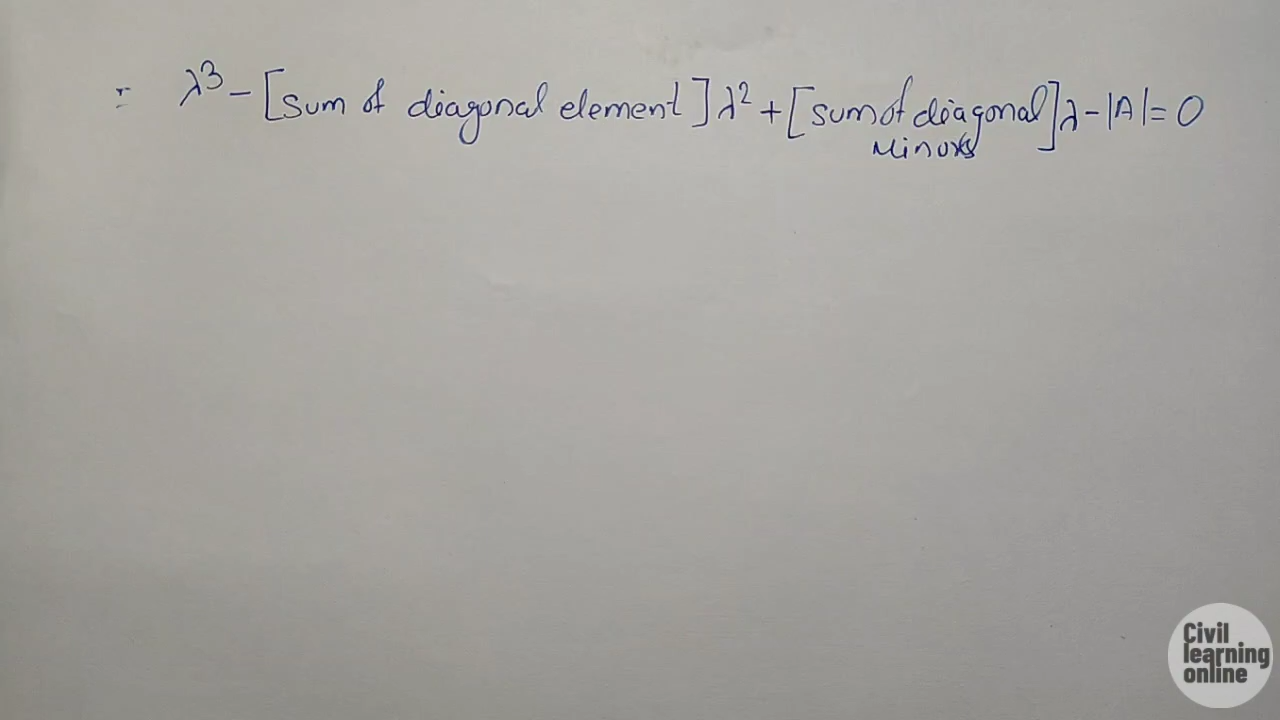 = λ³ - [sum of diagonal element] λ² + [sum of diagonal] λ - |A| = 0
Minors
Civil
learning
online